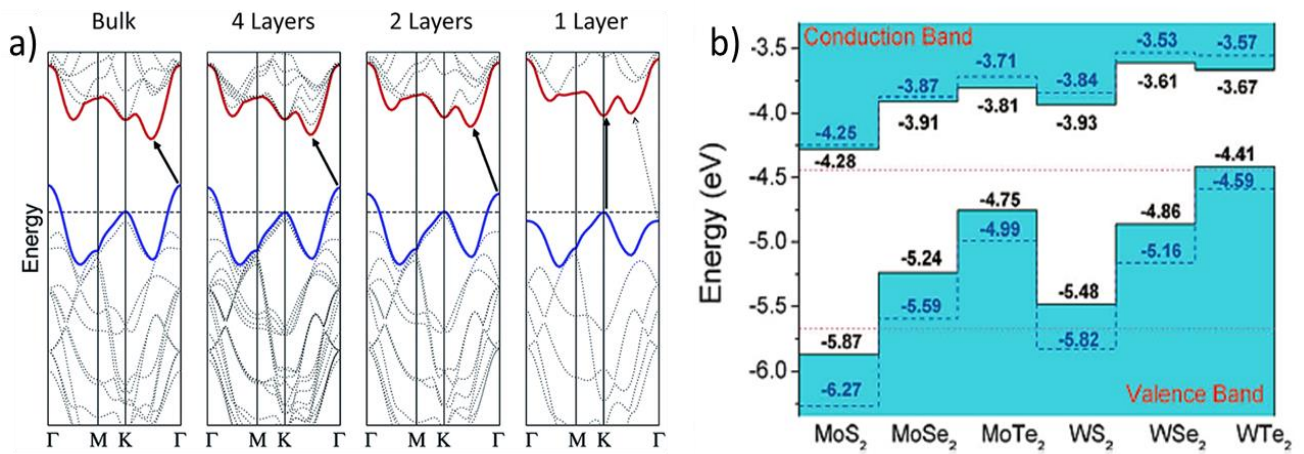 a)
Bulk
4 Layers
2 Layers
1 Layer
Energy
Γ M K Γ
Γ M K Γ
Γ M K Γ
Γ M K Γ
b)
Energy (eV)
-3.5
-4.0
-4.5
-5.0
-5.5
-6.0
Conduction Band
-4.25
-4.28
-3.87
-3.91
-3.71
-3.81
-3.84
-3.93
-3.53
-3.61
-3.57
-3.67
-5.87
-6.27
-5.24
-5.59
-4.75
-4.99
-5.48
-5.82
-4.86
-5.16
-4.41
-4.59
Valence Band
MoS₂ MoSe₂ MoTe₂ WS₂ WSe₂ WTe₂